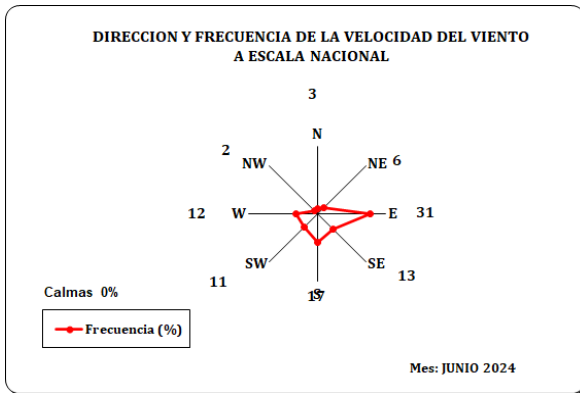 DIRECCION Y FRECUENCIA DE LA VELOCIDAD DEL VIENTO
A ESCALA NACIONAL
3
N
2
NW
NE
6
12
W
E
31
SW
SE
11
13
S
17
Calmas 0%
Frecuencia (%)
Mes: JUNIO 2024